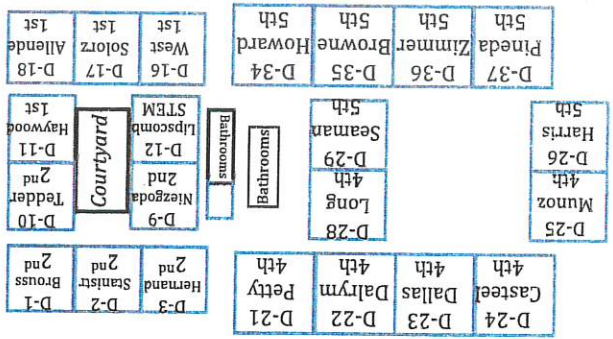 D-24
Casteel
4th
D-23
Dallas
4th
D-22
Dalrym
4th
D-21
Petty
4th
D-3
Hernand
2nd
D-2
Stanistr
2nd
D-1
Brouss
2nd
D-25
Munoz
4th
D-28
Long
4th
Bathrooms
Bathrooms
D-9
Niezgoda
2nd
Courtyard
D-10
Tedder
2nd
D-26
Harris
5th
D-29
Seaman
5th
D-12
Lipscomb
STEM
D-11
Haywood
1st
D-37
Pineda
5th
D-36
Zimmer
5th
D-35
Browne
5th
D-34
Howard
5th
D-16
West
1st
D-17
Solorz
1st
D-18
Allende
1st